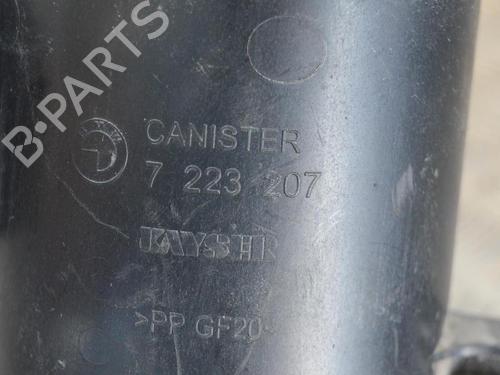 B-PARTS
CANISTER
7 223 207
KAYSER
>PP GF20<